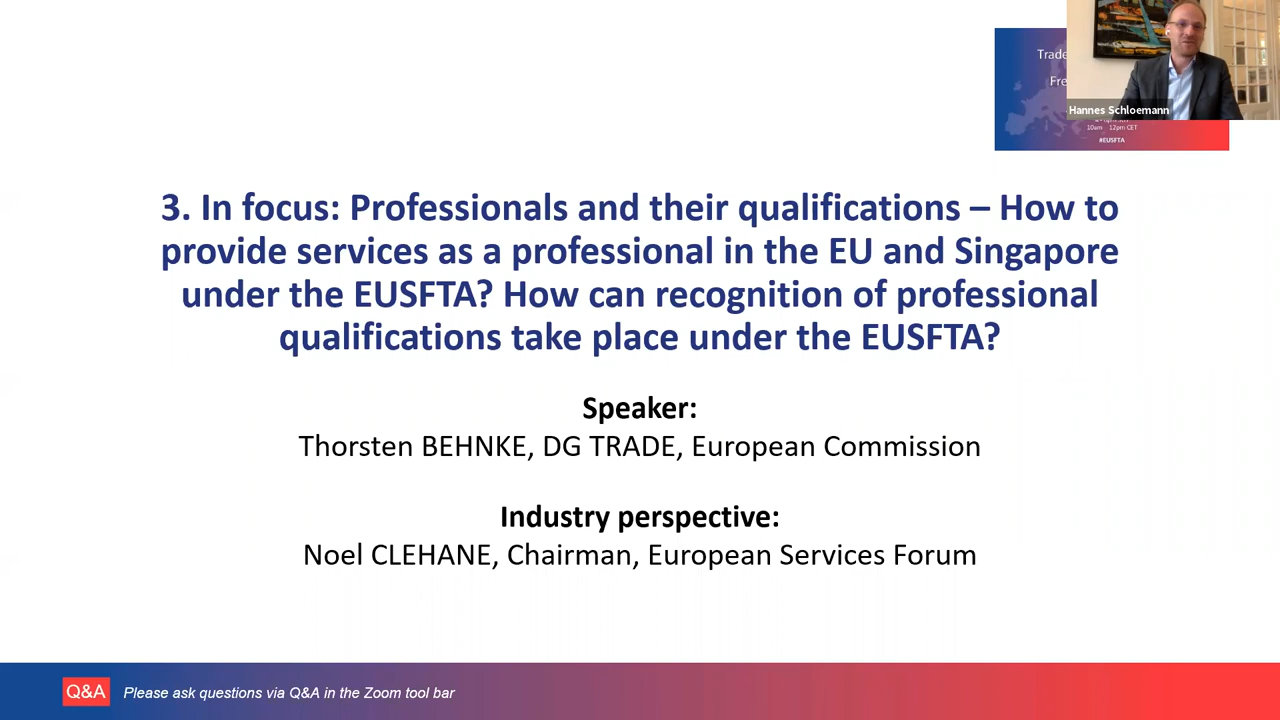 Trade
Fre
Hannes Schloemann
10am 12pm CET
#EUSFTA
3. In focus: Professionals and their qualifications – How to
provide services as a professional in the EU and Singapore
under the EUSFTA? How can recognition of professional
qualifications take place under the EUSFTA?
Speaker:
Thorsten BEHNKE, DG TRADE, European Commission
Industry perspective:
Noel CLEHANE, Chairman, European Services Forum
Q&A
Please ask questions via Q&A in the Zoom tool bar